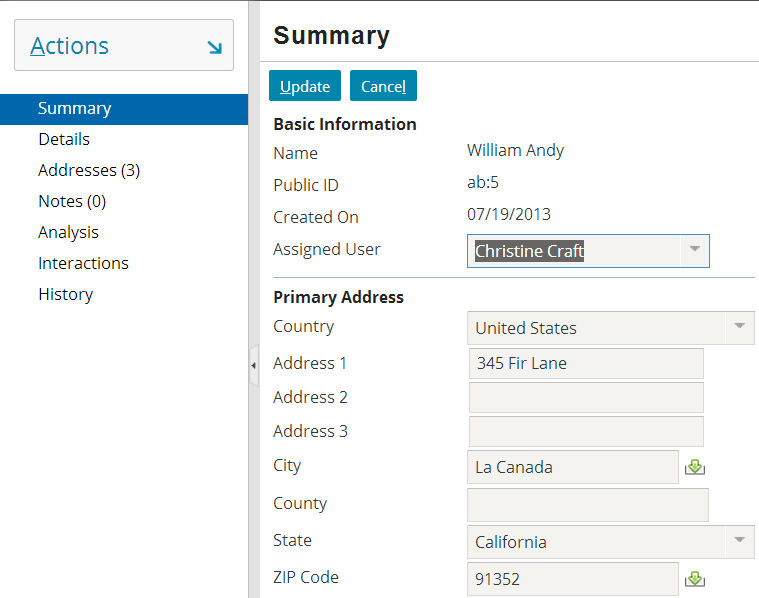 Actions
Summary
Details
Addresses (3)
Notes (0)
Analysis
Interactions
History
Summary
Update Cancel
Basic Information
Name William Andy
Public ID ab:5
Created On 07/19/2013
Assigned User Christine Craft
Primary Address
Country United States
Address 1 345 Fir Lane
Address 2
Address 3
City La Canada
County
State California
ZIP Code 91352